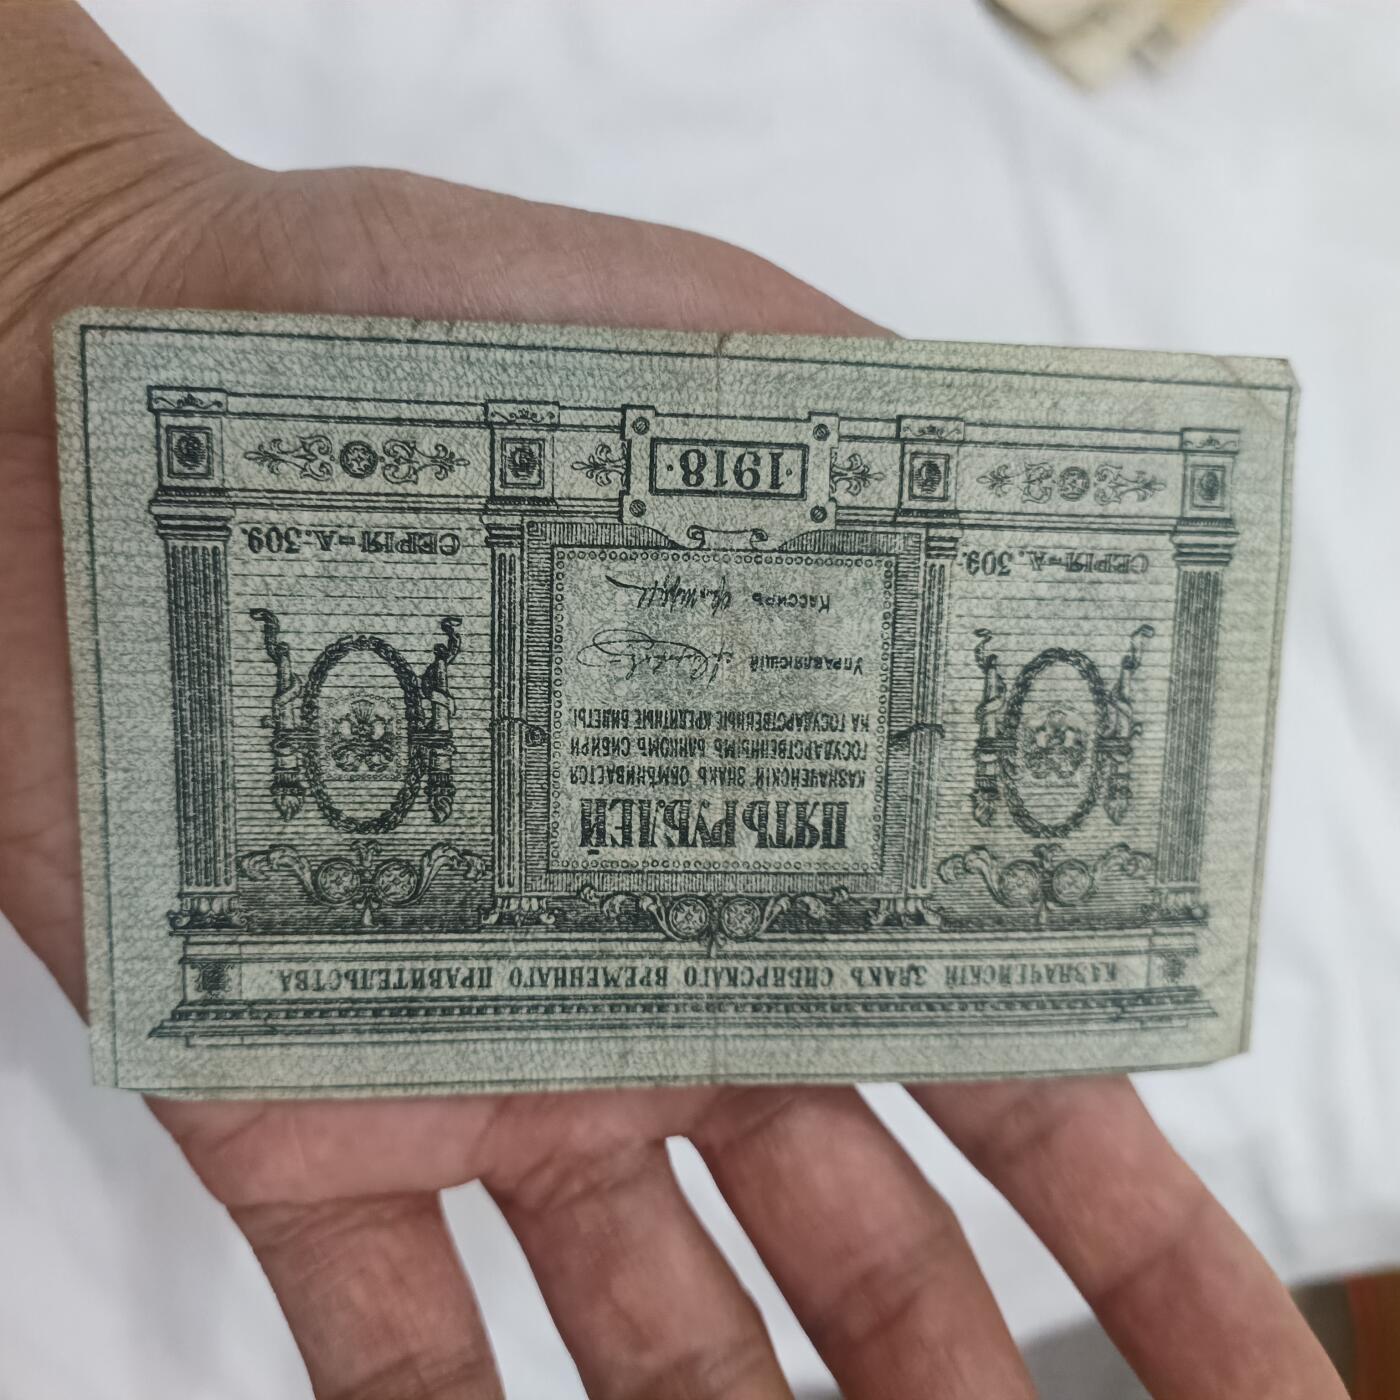 КАЗНАЧЕЙСКІЙ ЗНАКЪ СИБИРСКАГО ВРЕМЕННАГО ПРАВИТЕЛЬСТВА.
ПЯТЬ РУБЛЕЙ
КАЗНАЧЕЙСКІЙ ЗНАКЪ ОБМѢНИВАЕТСЯ
ГОСУДАРСТВЕННЫМЪ БАНКОМЪ СИБИРИ
НА ГОСУДАРСТВЕННЫЕ КРЕДИТНЫЕ БИЛЕТЫ.
УПРАВЛЯЮЩІЙ
КАССИРЪ
СЕРІЯ-А.309.
СЕРІЯ-А.309.
·1918·